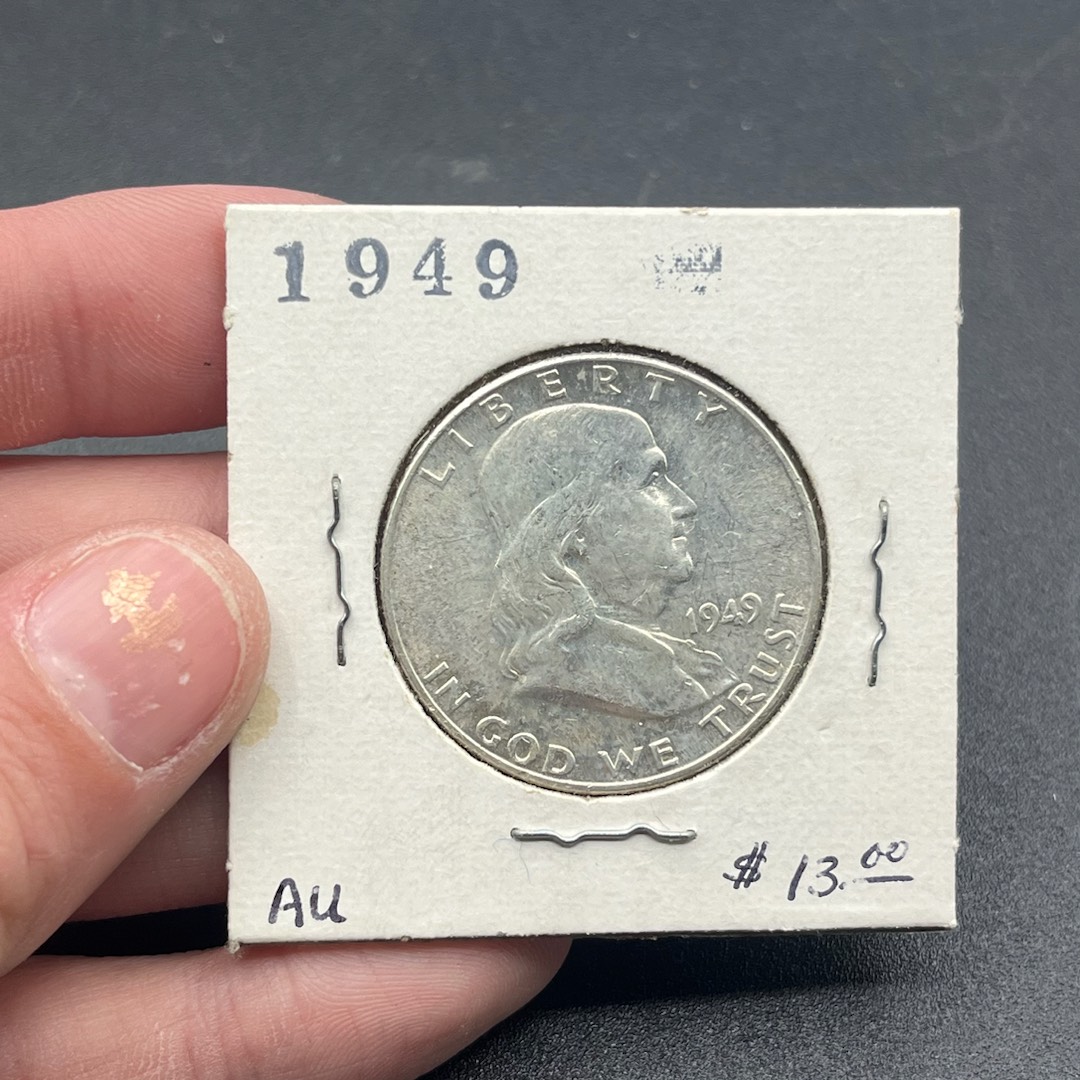 1949
LIBERTY
1949
IN GOD WE TRUST
AU
$ 13.00